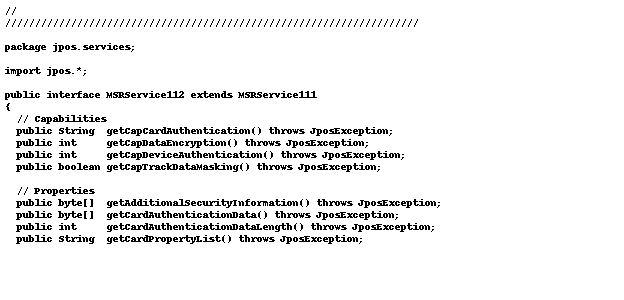 //
/////////////////////////////////////////////////////////////////////
package jpos.services;
import jpos.*;
public interface MSRService112 extends MSRService111
{
// Capabilities
public String getCapCardAuthentication() throws JposException;
public int getCapDataEncryption() throws JposException;
public int getCapDeviceAuthentication() throws JposException;
public boolean getCapTrackDataMasking() throws JposException;
// Properties
public byte[] getAdditionalSecurityInformation() throws JposException;
public byte[] getCardAuthenticationData() throws JposException;
public int getCardAuthenticationDataLength() throws JposException;
public String getCardPropertyList() throws JposException;